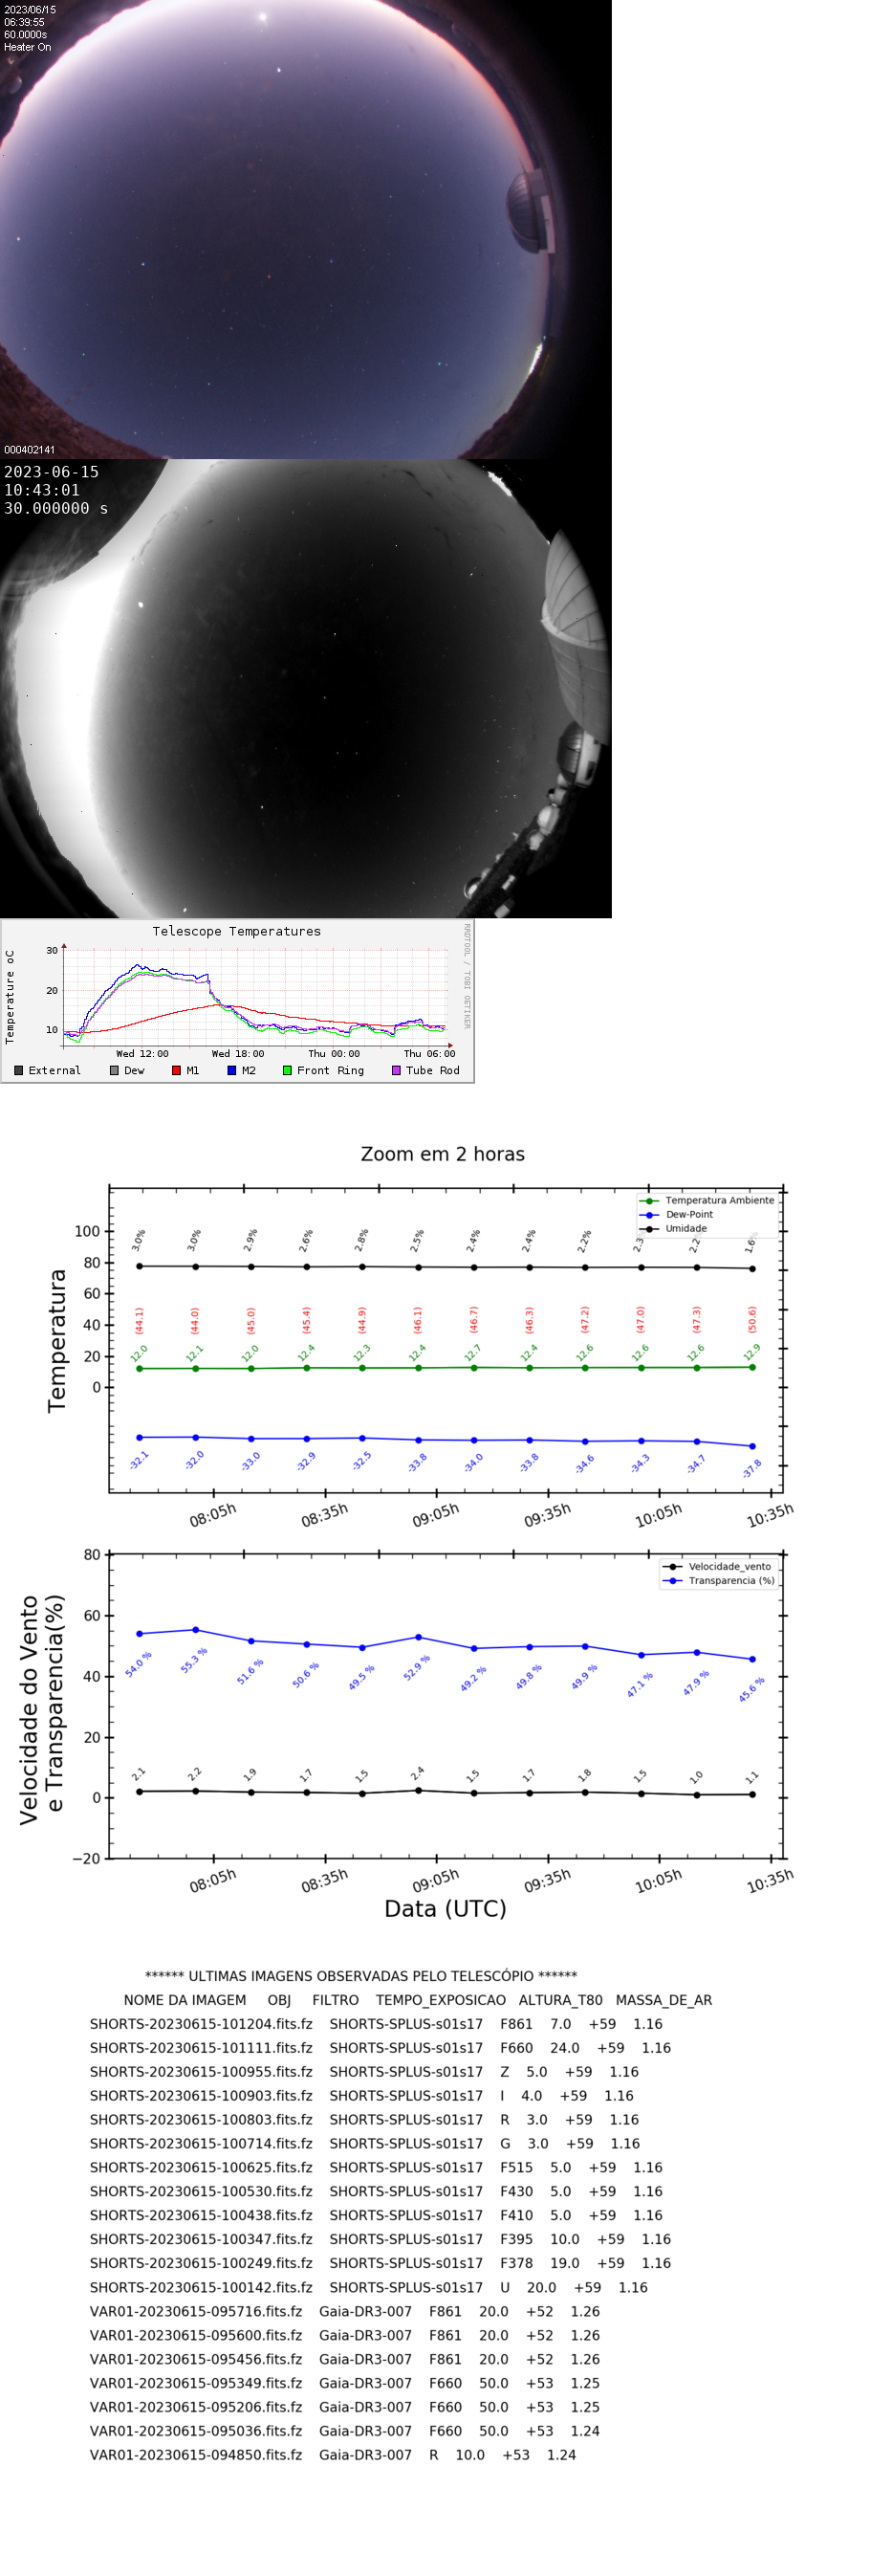 2023/06/15
06:39:55
60.0000s
Heater On
000402141
2023-06-15
10:43:01
30.000000 s
Telescope Temperatures
RRDTOOL / TOBI OETIKER
Temperature oC
30
20
10
Wed 12:00 Wed 18:00 Thu 00:00 Thu 06:00
External Dew M1 M2 Front Ring Tube Rod
Zoom em 2 horas
Temperatura Ambiente
Dew-Point
Umidade
Temperatura
100
80
60
40
20
0
3.0% 3.0% 2.9% 2.6% 2.8% 2.5% 2.4% 2.4% 2.2% 2.3 2.2 1.6%
(44.1) (44.0) (45.0) (45.4) (44.9) (46.1) (46.7) (46.3) (47.2) (47.0) (47.3) (50.6)
12.0 12.1 12.0 12.4 12.3 12.4 12.7 12.4 12.6 12.6 12.6 12.9
-32.1 -32.0 -33.0 -32.9 -32.5 -33.8 -34.0 -33.8 -34.6 -34.3 -34.7 -37.8
08:05h 08:35h 09:05h 09:35h 10:05h 10:35h
Velocidade_vento
Transparencia (%)
Velocidade do Vento
e Transparencia(%)
80
60
40
20
0
−20
54.0 % 55.3 % 51.6 % 50.6 % 49.5 % 52.9 % 49.2 % 49.8 % 49.9 % 47.1 % 47.9 % 45.6 %
2.1 2.2 1.9 1.7 1.5 2.4 1.5 1.7 1.8 1.5 1.0 1.1
08:05h 08:35h 09:05h 09:35h 10:05h 10:35h
Data (UTC)
****** ULTIMAS IMAGENS OBSERVADAS PELO TELESCÓPIO ******
NOME DA IMAGEM OBJ FILTRO TEMPO_EXPOSICAO ALTURA_T80 MASSA_DE_AR
SHORTS-20230615-101204.fits.fz SHORTS-SPLUS-s01s17 F861 7.0 +59 1.16
SHORTS-20230615-101111.fits.fz SHORTS-SPLUS-s01s17 F660 24.0 +59 1.16
SHORTS-20230615-100955.fits.fz SHORTS-SPLUS-s01s17 Z 5.0 +59 1.16
SHORTS-20230615-100903.fits.fz SHORTS-SPLUS-s01s17 I 4.0 +59 1.16
SHORTS-20230615-100803.fits.fz SHORTS-SPLUS-s01s17 R 3.0 +59 1.16
SHORTS-20230615-100714.fits.fz SHORTS-SPLUS-s01s17 G 3.0 +59 1.16
SHORTS-20230615-100625.fits.fz SHORTS-SPLUS-s01s17 F515 5.0 +59 1.16
SHORTS-20230615-100530.fits.fz SHORTS-SPLUS-s01s17 F430 5.0 +59 1.16
SHORTS-20230615-100438.fits.fz SHORTS-SPLUS-s01s17 F410 5.0 +59 1.16
SHORTS-20230615-100347.fits.fz SHORTS-SPLUS-s01s17 F395 10.0 +59 1.16
SHORTS-20230615-100249.fits.fz SHORTS-SPLUS-s01s17 F378 19.0 +59 1.16
SHORTS-20230615-100142.fits.fz SHORTS-SPLUS-s01s17 U 20.0 +59 1.16
VAR01-20230615-095716.fits.fz Gaia-DR3-007 F861 20.0 +52 1.26
VAR01-20230615-095600.fits.fz Gaia-DR3-007 F861 20.0 +52 1.26
VAR01-20230615-095456.fits.fz Gaia-DR3-007 F861 20.0 +52 1.26
VAR01-20230615-095349.fits.fz Gaia-DR3-007 F660 50.0 +53 1.25
VAR01-20230615-095206.fits.fz Gaia-DR3-007 F660 50.0 +53 1.25
VAR01-20230615-095036.fits.fz Gaia-DR3-007 F660 50.0 +53 1.24
VAR01-20230615-094850.fits.fz Gaia-DR3-007 R 10.0 +53 1.24